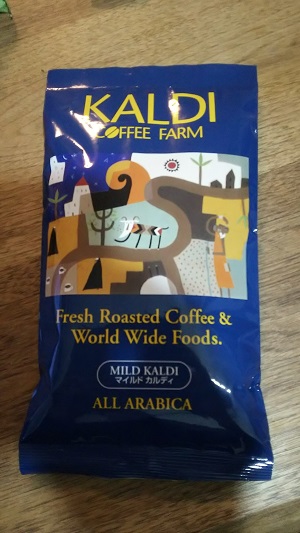 KALDI
COFFEE FARM
Fresh Roasted Coffee &
World Wide Foods.
MILD KALDI
マイルド カルディ
ALL ARABICA